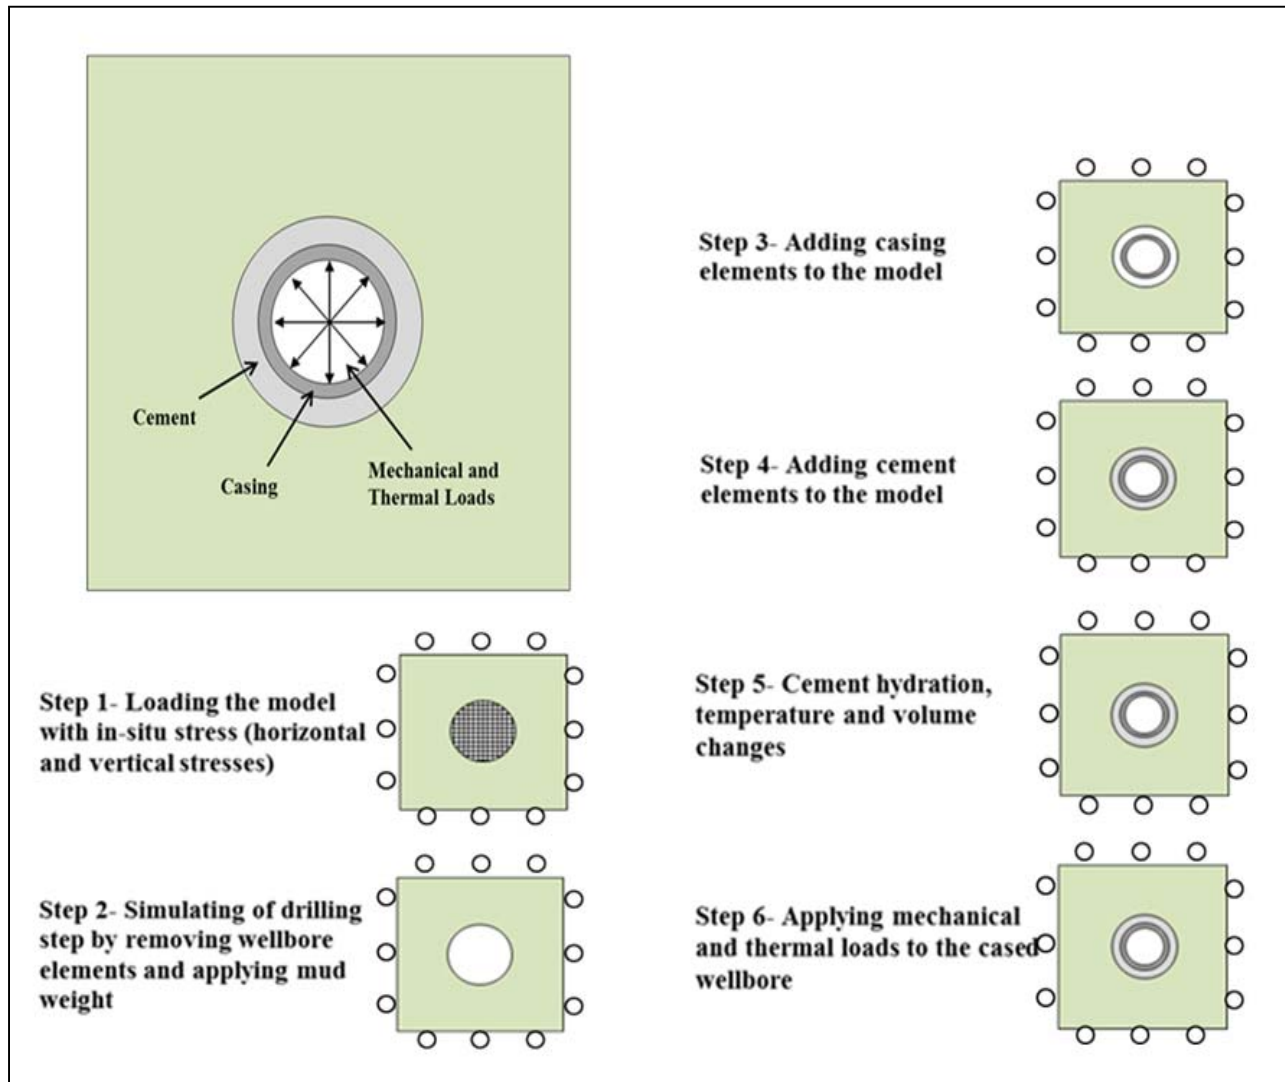 Cement
Casing
Mechanical and
Thermal Loads
Step 1- Loading the model
with in-situ stress (horizontal
and vertical stresses)
Step 2- Simulating of drilling
step by removing wellbore
elements and applying mud
weight
Step 3- Adding casing
elements to the model
Step 4- Adding cement
elements to the model
Step 5- Cement hydration,
temperature and volume
changes
Step 6- Applying mechanical
and thermal loads to the cased
wellbore